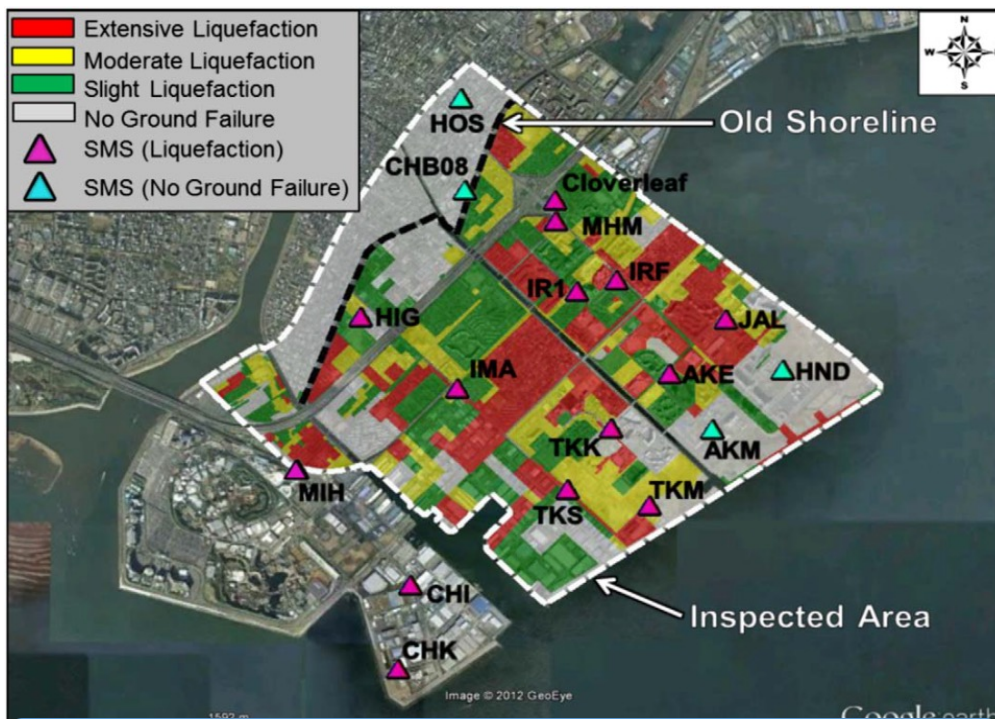 Extensive Liquefaction
Moderate Liquefaction
Slight Liquefaction
No Ground Failure
SMS (Liquefaction)
SMS (No Ground Failure)
N
W
E
S
HOS
Old Shoreline
CHB08
Cloverleaf
MHM
IRF
IR1
HIG
JAL
IMA
AKE
HND
TKK
AKM
MIH
TKM
TKS
CHI
Inspected Area
CHK
Image © 2012 GeoEye
Google earth